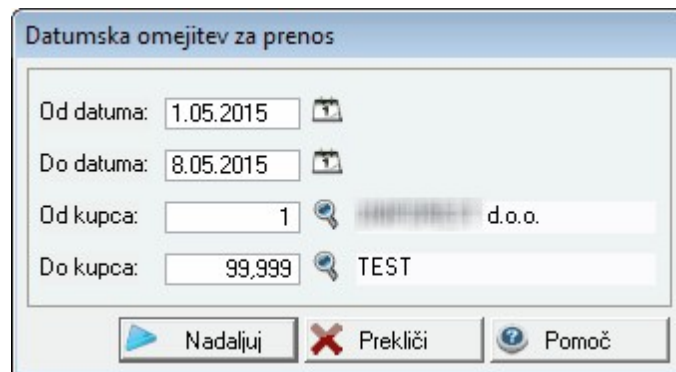 Datumska omejitev za prenos
Od datuma: 1.05.2015
Do datuma: 8.05.2015
Od kupca: 1 d.o.o.
Do kupca: 99,999 TEST
Nadaljuj Prekliči Pomoč